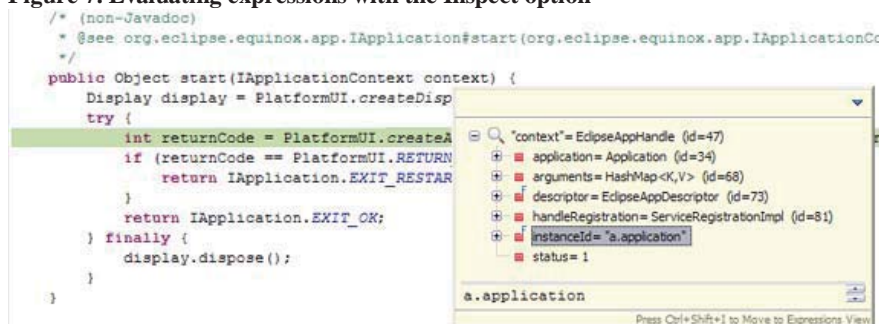 Figure 7. Evaluating expressions with the Inspect option
/* (non-Javadoc)
* @see org.eclipse.equinox.app.IApplication#start(org.eclipse.equinox.app.IApplicationCo
*/
public Object start(IApplicationContext context) {
Display display = PlatformUI.createDisp
try {
int returnCode = PlatformUI.createA
if (returnCode == PlatformUI.RETURN
return IApplication.EXIT_RESTAR
}
return IApplication.EXIT_OK;
} finally {
display.dispose();
}
}
"context"= EclipseAppHandle (id=47)
application= Application (id=34)
arguments= HashMap<K,V> (id=68)
descriptor= EclipseAppDescriptor (id=73)
handleRegistration= ServiceRegistrationImpl (id=81)
instanceId= "a.application"
status= 1
a.application
Press Ctrl+Shift+I to Move to Expressions View